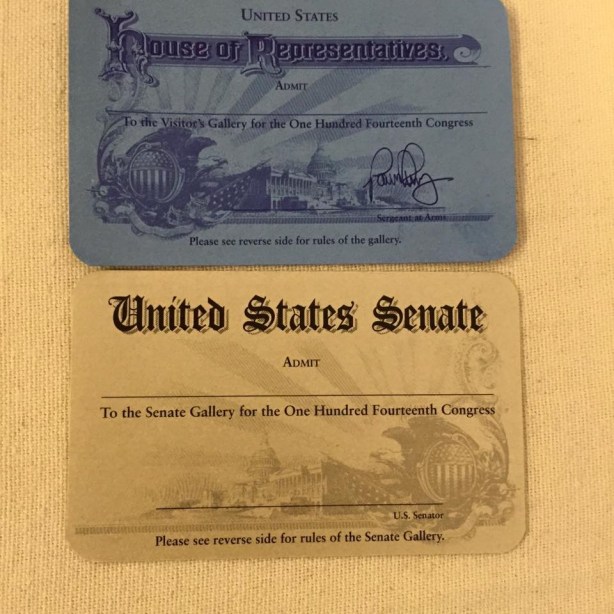 United States
House of Representatives.
Admit
To the Visitor's Gallery for the One Hundred Fourteenth Congress
Sergeant at Arms
Please see reverse side for rules of the gallery.
United States Senate
Admit
To the Senate Gallery for the One Hundred Fourteenth Congress
U.S. Senator
Please see reverse side for rules of the Senate Gallery.